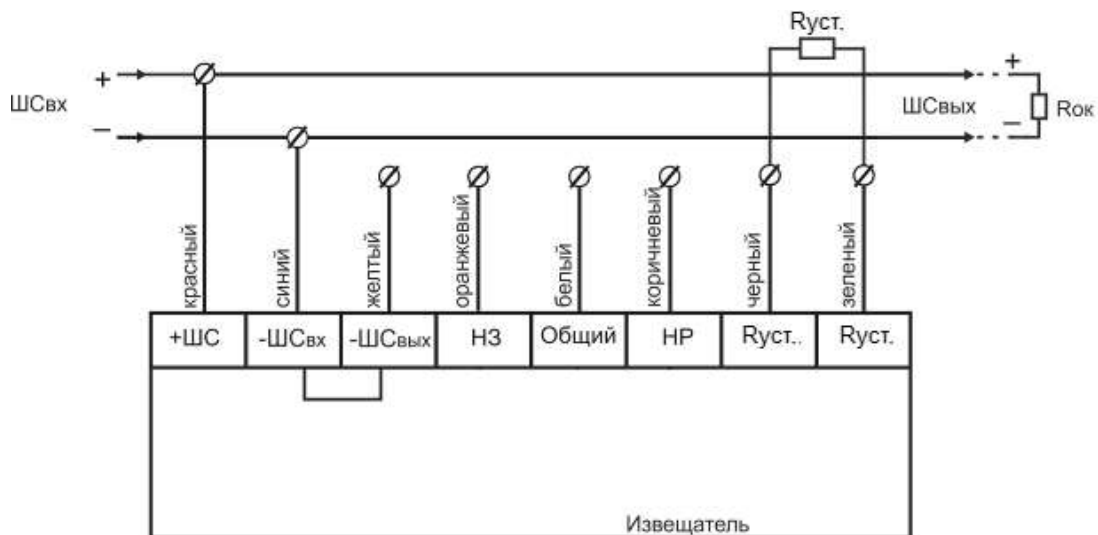 Rуст.
+
+
ШСвх
ШСвых
Rок
–
–
красный
синий
желтый
оранжевый
белый
коричневый
черный
зеленый
+ШС
-ШСвх
-ШСвых
НЗ
Общий
НР
Rуст..
Rуст.
Извещатель